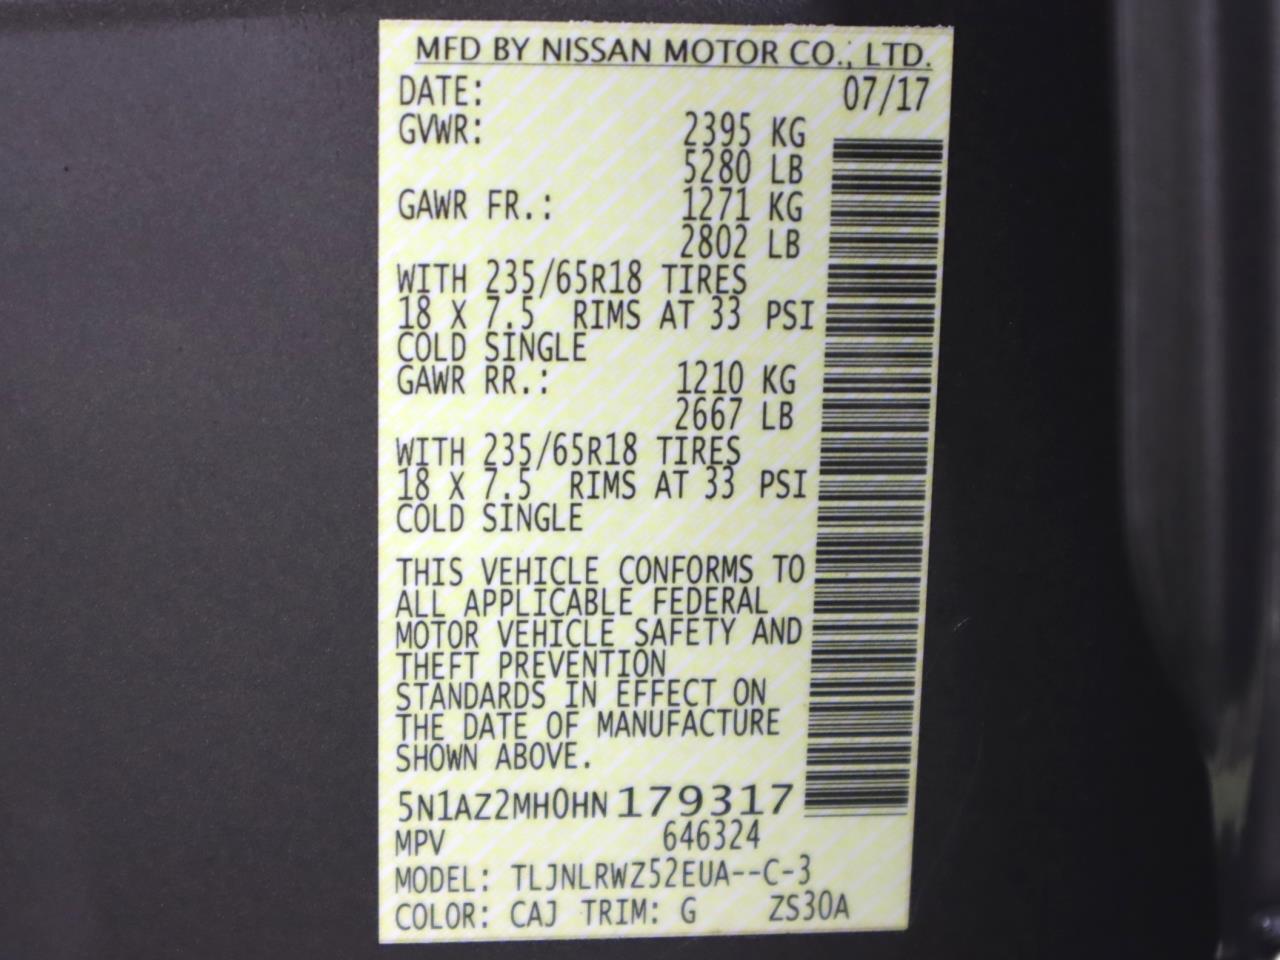 MFD BY NISSAN MOTOR CO., LTD.
DATE: 07/17
GVWR: 2395 KG
5280 LB
GAWR FR.: 1271 KG
2802 LB
WITH 235/65R18 TIRES
18 X 7.5 RIMS AT 33 PSI
COLD SINGLE
GAWR RR.: 1210 KG
2667 LB
WITH 235/65R18 TIRES
18 X 7.5 RIMS AT 33 PSI
COLD SINGLE
THIS VEHICLE CONFORMS TO
ALL APPLICABLE FEDERAL
MOTOR VEHICLE SAFETY AND
THEFT PREVENTION
STANDARDS IN EFFECT ON
THE DATE OF MANUFACTURE
SHOWN ABOVE.
5N1AZ2MH0HN179317
MPV 646324
MODEL: TLJNLRWZ52EUA--C-3
COLOR: CAJ TRIM: G ZS30A